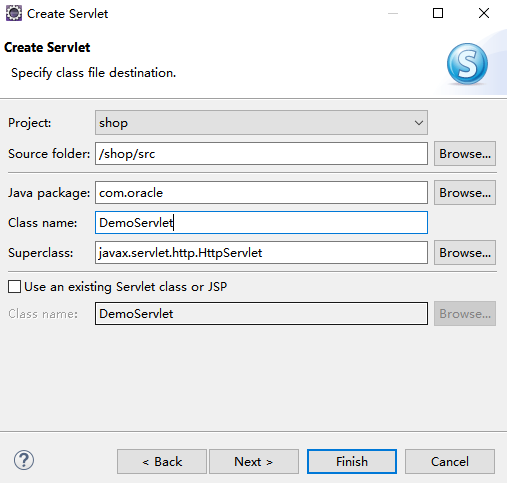 Create Servlet
Create Servlet
Specify class file destination.
S
Project: shop
Source folder: /shop/src Browse...
Java package: com.oracle Browse...
Class name: DemoServlet
Superclass: javax.servlet.http.HttpServlet Browse...
Use an existing Servlet class or JSP
Class name: DemoServlet Browse...
? < Back Next > Finish Cancel